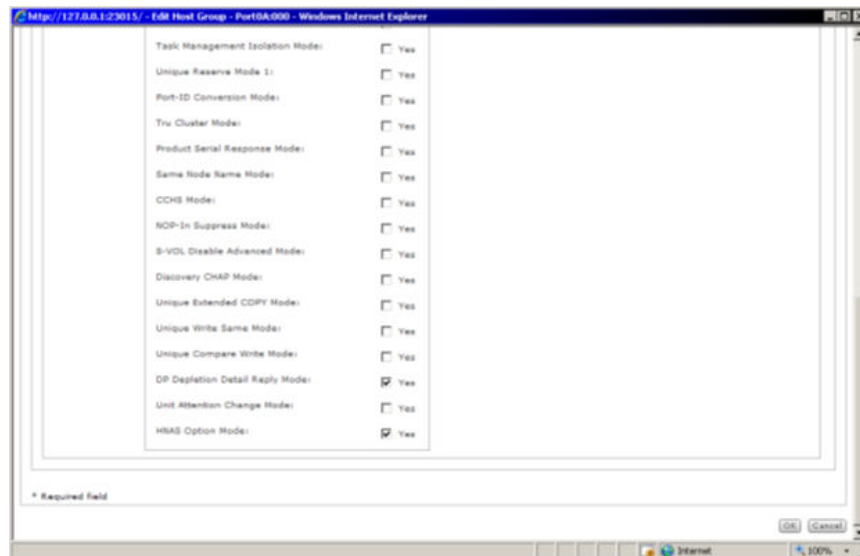 http://127.0.0.1:23015/ - Edit Host Group - Port0A:000 - Windows Internet Explorer
Task Management Isolation Mode: Yes
Unique Reserve Mode 1: Yes
Port-ID Conversion Mode: Yes
Tru Cluster Mode: Yes
Product Serial Response Mode: Yes
Same Node Name Mode: Yes
CCHS Mode: Yes
NOP-In Suppress Mode: Yes
S-VOL Disable Advanced Mode: Yes
Discovery CHAP Mode: Yes
Unique Extended COPY Mode: Yes
Unique Write Same Mode: Yes
Unique Compare Write Mode: Yes
DP Depletion Detail Reply Mode: Yes
Unit Attention Change Mode: Yes
HNAS Option Mode: Yes
* Required field
OK Cancel
Internet 100%